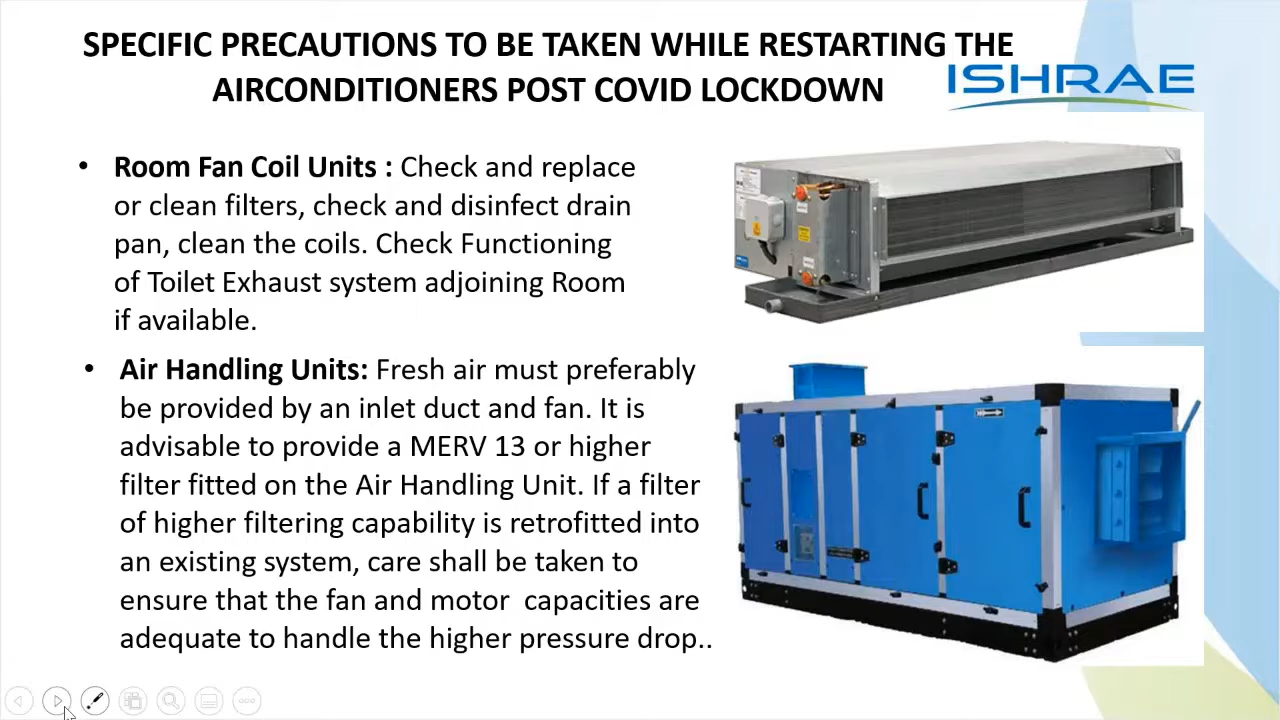 SPECIFIC PRECAUTIONS TO BE TAKEN WHILE RESTARTING THE
AIRCONDITIONERS POST COVID LOCKDOWN
ISHRAE
• Room Fan Coil Units : Check and replace
or clean filters, check and disinfect drain
pan, clean the coils. Check Functioning
of Toilet Exhaust system adjoining Room
if available.
• Air Handling Units: Fresh air must preferably
be provided by an inlet duct and fan. It is
advisable to provide a MERV 13 or higher
filter fitted on the Air Handling Unit. If a filter
of higher filtering capability is retrofitted into
an existing system, care shall be taken to
ensure that the fan and motor  capacities are
adequate to handle the higher pressure drop..